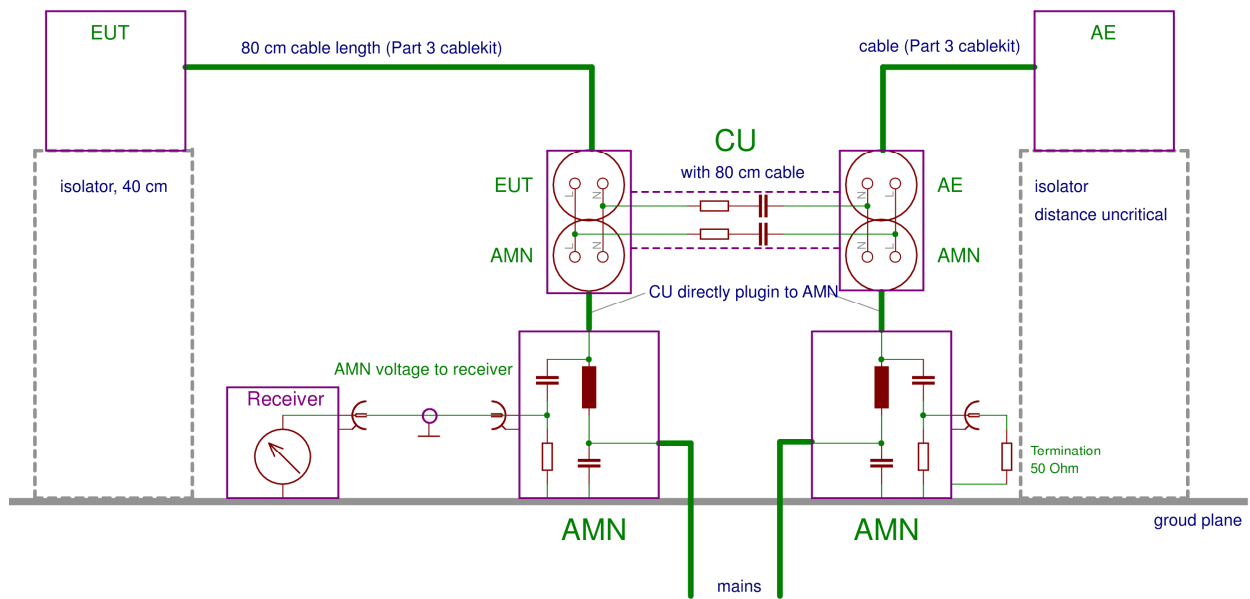 EUT
80 cm cable length (Part 3 cablekit)
cable (Part 3 cablekit)
AE
CU
with 80 cm cable
isolator, 40 cm
EUT
L
N
N
L
AE
isolator
distance uncritical
AMN
L
N
N
L
AMN
CU directly plugin to AMN
AMN voltage to receiver
Receiver
Termination
50 Ohm
AMN
AMN
groud plane
mains